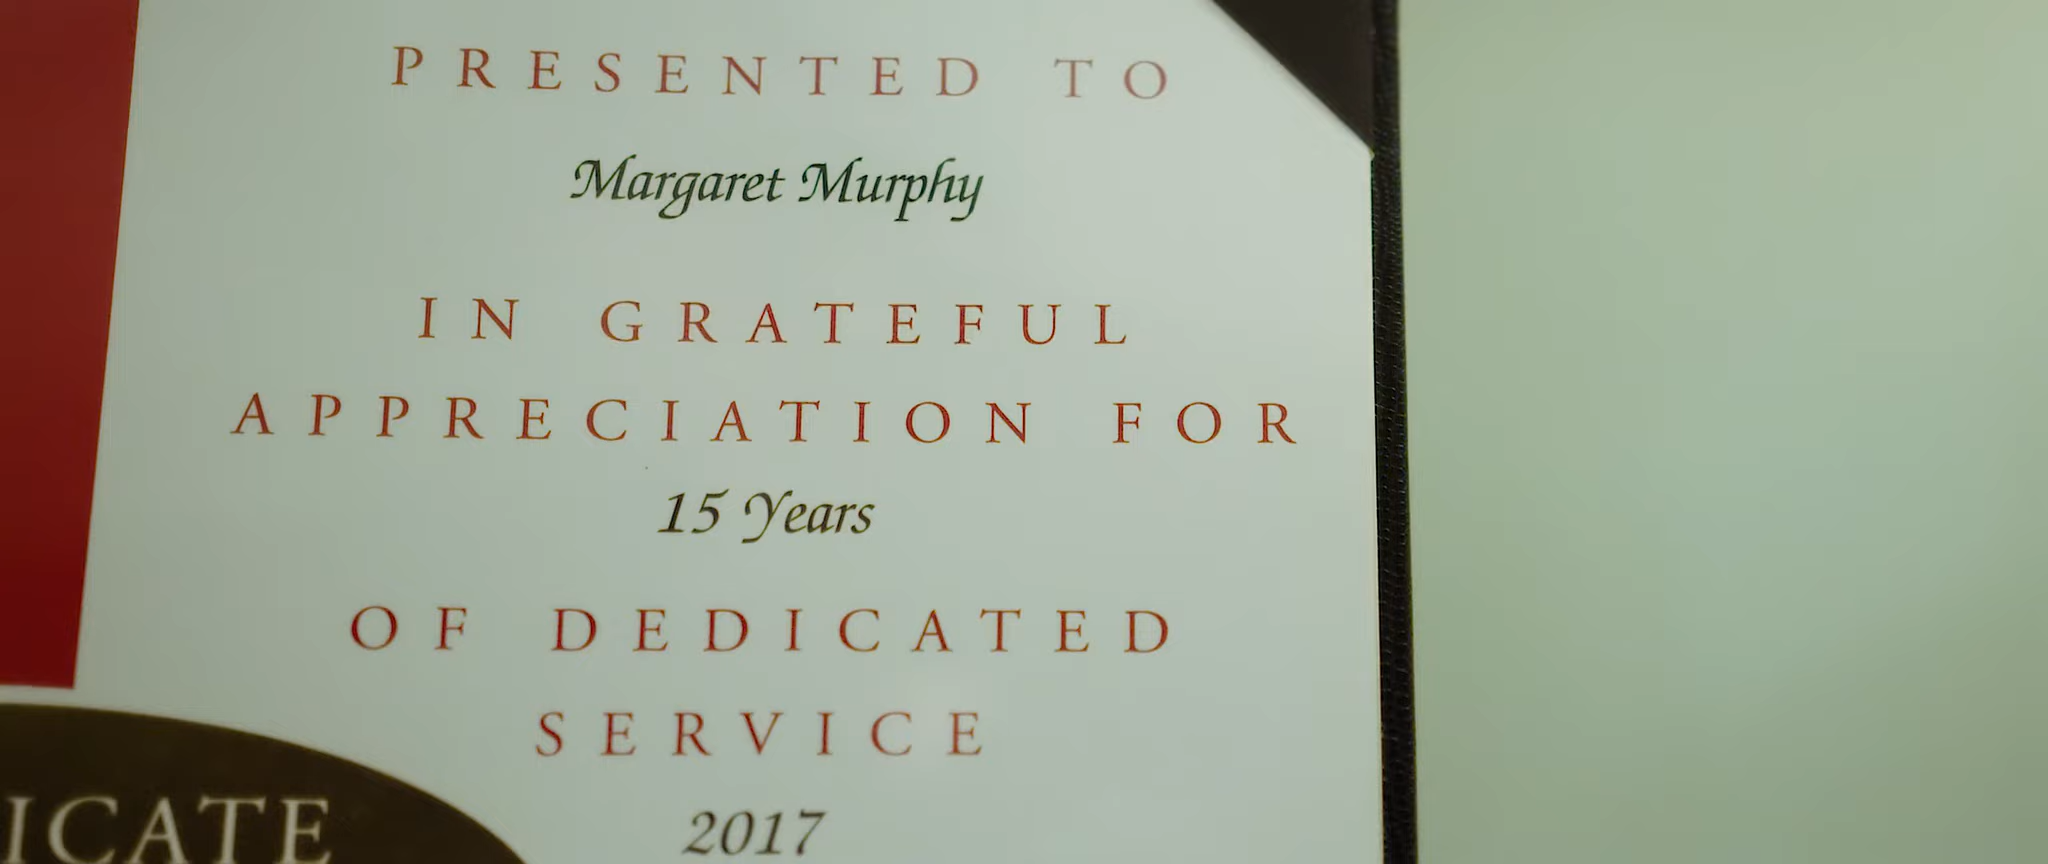 PRESENTED TO
Margaret Murphy
IN GRATEFUL
APPRECIATION FOR
15 Years
OF DEDICATED
SERVICE
2017
ICATE